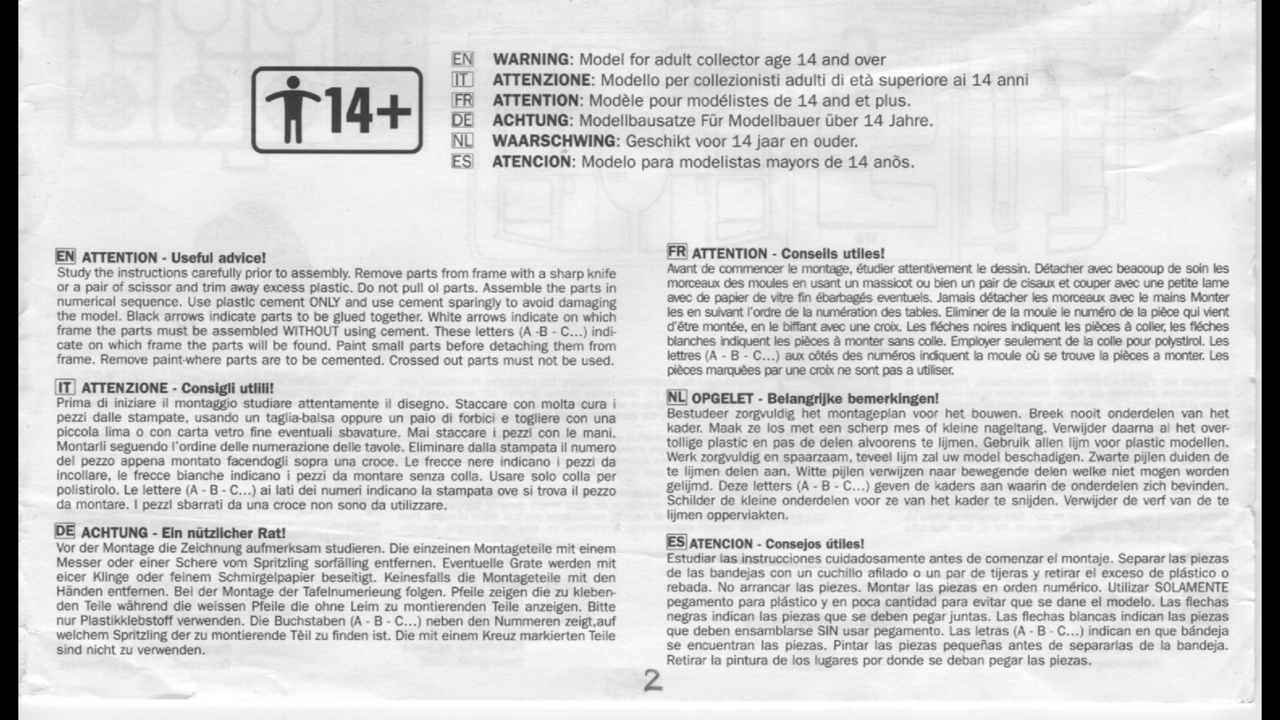 14+
EN WARNING: Model for adult collector age 14 and over
IT ATTENZIONE: Modello per collezionisti adulti di età superiore ai 14 anni
FR ATTENTION: Modèle pour modélistes de 14 and et plus.
DE ACHTUNG: Modellbausatze Für Modellbauer über 14 Jahre.
NL WAARSCHWING: Geschikt voor 14 jaar en ouder.
ES ATENCION: Modelo para modelistas mayors de 14 anõs.
EN ATTENTION - Useful advice!
Study the instructions carefully prior to assembly. Remove parts from frame with a sharp knife
or a pair of scissor and trim away excess plastic. Do not pull ol parts. Assemble the parts in
numerical sequence. Use plastic cement ONLY and use cement sparingly to avoid damaging
the model. Black arrows indicate parts to be glued together. White arrows indicate on which
frame the parts must be assembled WITHOUT using cement. These letters (A -B - C...) indi-
cate on which frame the parts will be found. Paint small parts before detaching them from
frame. Remove paint-where parts are to be cemented. Crossed out parts must not be used.
IT ATTENZIONE - Consigli utlili!
Prima di iniziare il montaggio studiare attentamente il disegno. Staccare con molta cura i
pezzi dalle stampate, usando un taglia-balsa oppure un paio di forbici e togliere con una
piccola lima o con carta vetro fine eventuali sbavature. Mai staccare i pezzi con le mani.
Montarli seguendo l'ordine delle numerazione delle tavole. Eliminare dalla stampata il numero
del pezzo appena montato facendogli sopra una croce. Le frecce nere indicano i pezzi da
incollare, le frecce bianche indicano i pezzi da montare senza colla. Usare solo colla per
polistirolo. Le lettere (A - B - C...) ai lati dei numeri indicano la stampata ove si trova il pezzo
da montare. I pezzi sbarrati da una croce non sono da utilizzare.
DE ACHTUNG - Ein nützlicher Rat!
Vor der Montage die Zeichnung aufmerksam studieren. Die einzeinen Montageteile mit einem
Messer oder einer Schere vom Spritzling sorfälling entfernen. Eventuelle Grate werden mit
eicer Klinge oder feinem Schmirgelpapier beseitigt. Keinesfalls die Montageteile mit den
Händen entfernen. Bei der Montage der Tafelnumerieung folgen. Pfeile zeigen die zu kleben-
den Teile während die weissen Pfeile die ohne Leim zu montierenden Teile anzeigen. Bitte
nur Plastikklebstoff verwenden. Die Buchstaben (A - B - C...) neben den Nummeren zeigt,auf
welchem Spritzling der zu montierende Tèil zu finden ist. Die mit einem Kreuz markierten Teile
sind nicht zu verwenden.
FR ATTENTION - Conseils utiles!
Avant de commencer le montage, étudier attentivement le dessin. Détacher avec beacoup de soin les
morceaux des moules en usant un massicot ou bien un pair de cisaux et couper avec une petite lame
avec de papier de vitre fin ébarbagés eventuels. Jamais détacher les morceaux avec le mains Monter
les en suivant l'ordre de la numération des tables. Eliminer de la moule le numéro de la pièce qui vient
d'être montée, en le biffant avec une croix. Les fléches noires indiquent les pièces à coller, les fléches
blanches indiquent les pièces à monter sans colle. Employer seulement de la colle pour polystirol. Les
lettres (A - B - C...) aux côtés des numéros indiquent la moule où se trouve la pièces a monter. Les
pièces marquèes par une croix ne sont pas a utiliser.
NL OPGELET - Belangrijke bemerkingen!
Bestudeer zorgvuldig het montageplan voor het bouwen. Breek nooit onderdelen van het
kader. Maak ze los met een scherp mes of kleine nageltang. Verwijder daarna al het over-
tollige plastic en pas de delen alvoorens te lijmen. Gebruik allen lijm voor plastic modellen.
Werk zorgvuldig en spaarzaam, teveel lijm zal uw model beschadigen. Zwarte pijlen duiden de
te lijmen delen aan. Witte pijlen verwijzen naar bewegende delen welke niet mogen worden
gelijmd. Deze letters (A - B - C...) geven de kaders aan waarin de onderdelen zich bevinden.
Schilder de kleine onderdelen voor ze van het kader te snijden. Verwijder de verf van de te
lijmen opperviakten.
ES ATENCION - Consejos útiles!
Estudiar las instrucciones cuidadosamente antes de comenzar el montaje. Separar las piezas
de las bandejas con un cuchillo afilado o un par de tijeras y retirar el exceso de plástico o
rebada. No arrancar las piezes. Montar las piezas en orden numérico. Utilizar SOLAMENTE
pegamento para plástico y en poca cantidad para evitar que se dane el modelo. Las flechas
negras indican las piezas que se deben pegar juntas. Las flechas blancas indican las piezas
que deben ensamblarse SIN usar pegamento. Las letras (A - B - C...) indican en que bándeja
se encuentran las piezas. Pintar las piezas pequeñas antes de separarlas de la bandeja.
Retirar la pintura de los lugares por donde se deban pegar las piezas.
2